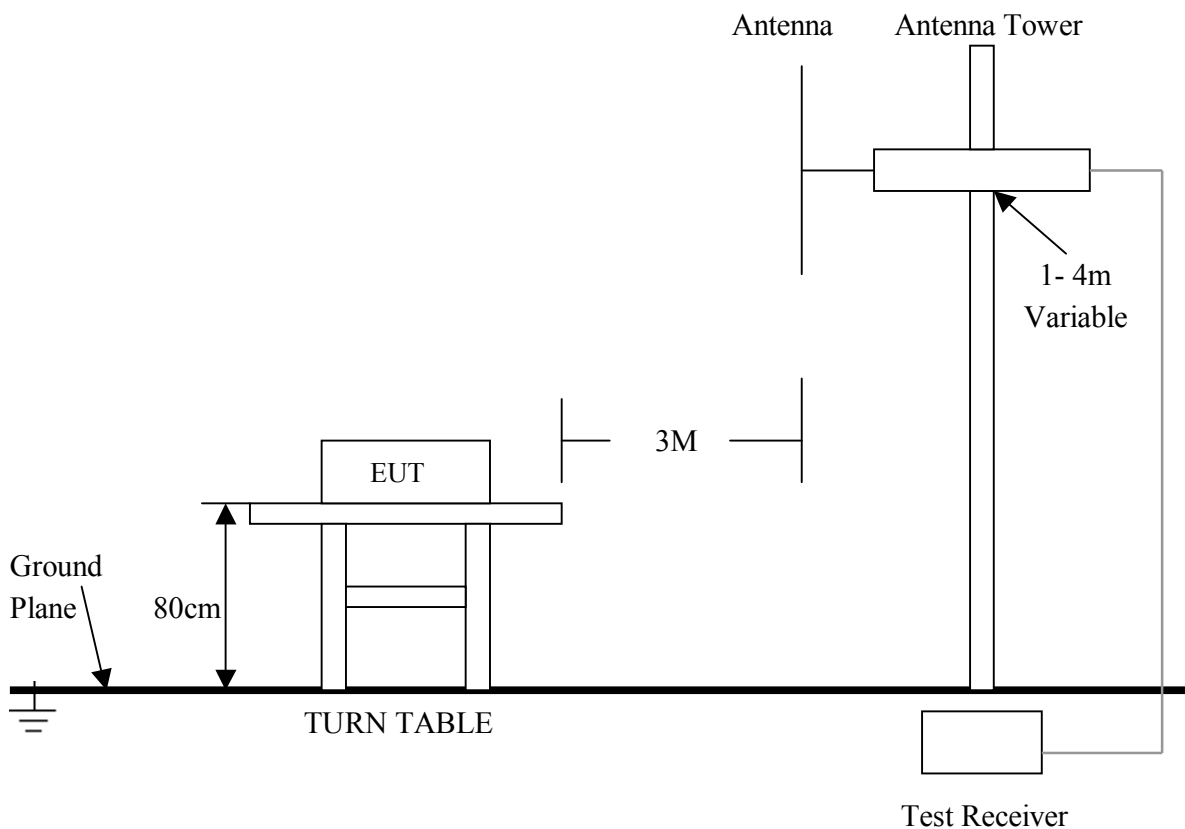 Antenna
Antenna Tower
1- 4m
Variable
3M
EUT
Ground
Plane
80cm
TURN TABLE
Test Receiver